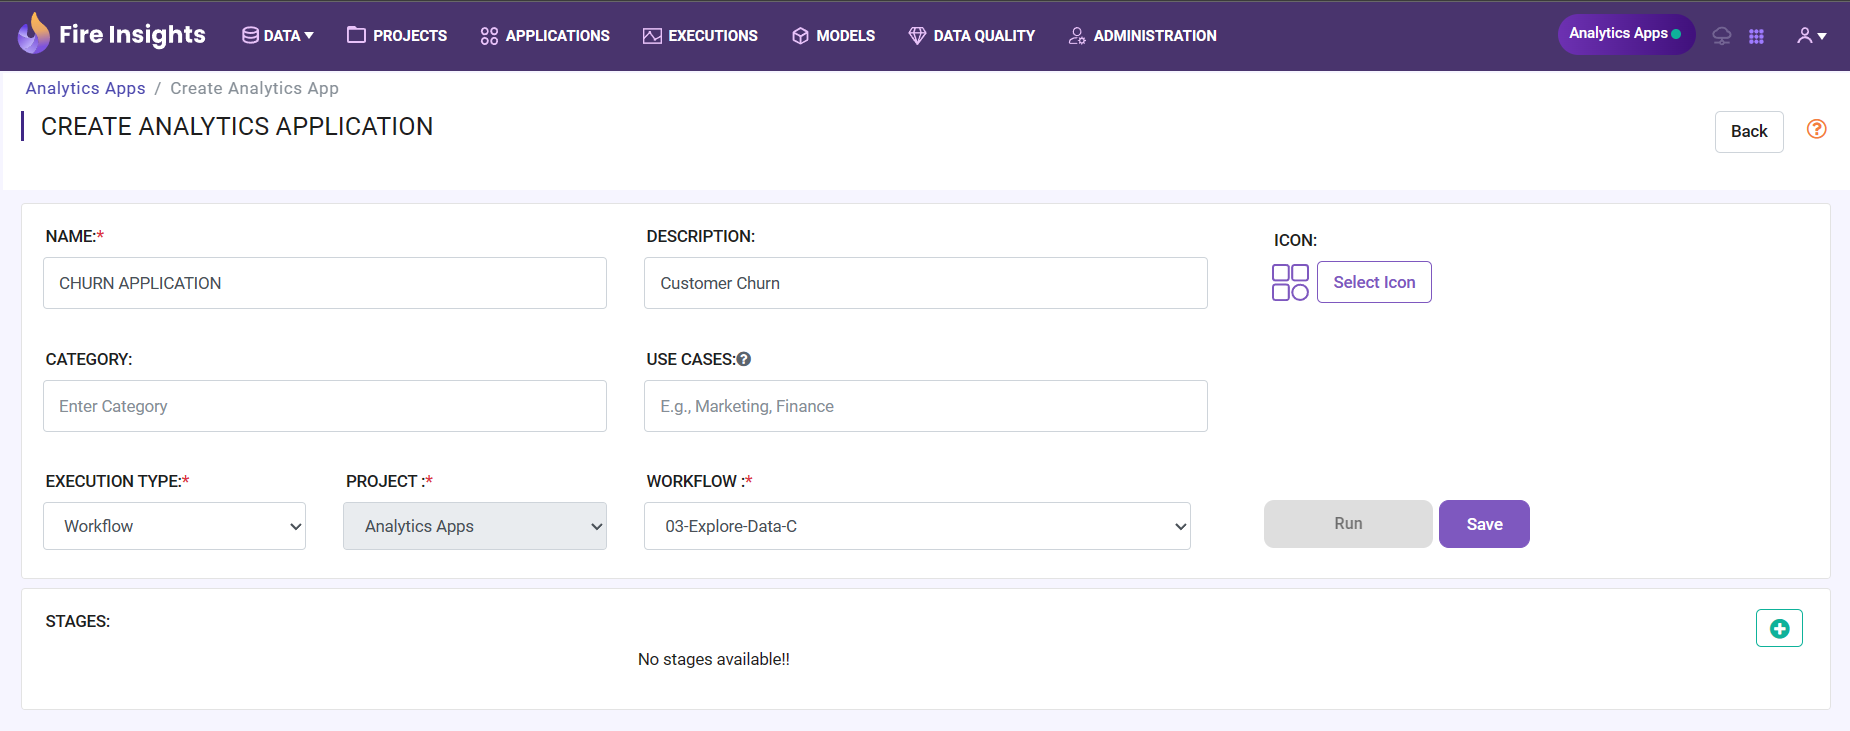 Fire Insights DATA PROJECTS APPLICATIONS EXECUTIONS MODELS DATA QUALITY ADMINISTRATION Analytics Apps
Analytics Apps / Create Analytics App
CREATE ANALYTICS APPLICATION
Back
NAME:* DESCRIPTION: ICON:
CHURN APPLICATION Customer Churn Select Icon
CATEGORY: USE CASES:
Enter Category E.g., Marketing, Finance
EXECUTION TYPE:* PROJECT :* WORKFLOW :*
Workflow Analytics Apps 03-Explore-Data-C Run Save
STAGES:
No stages available!!